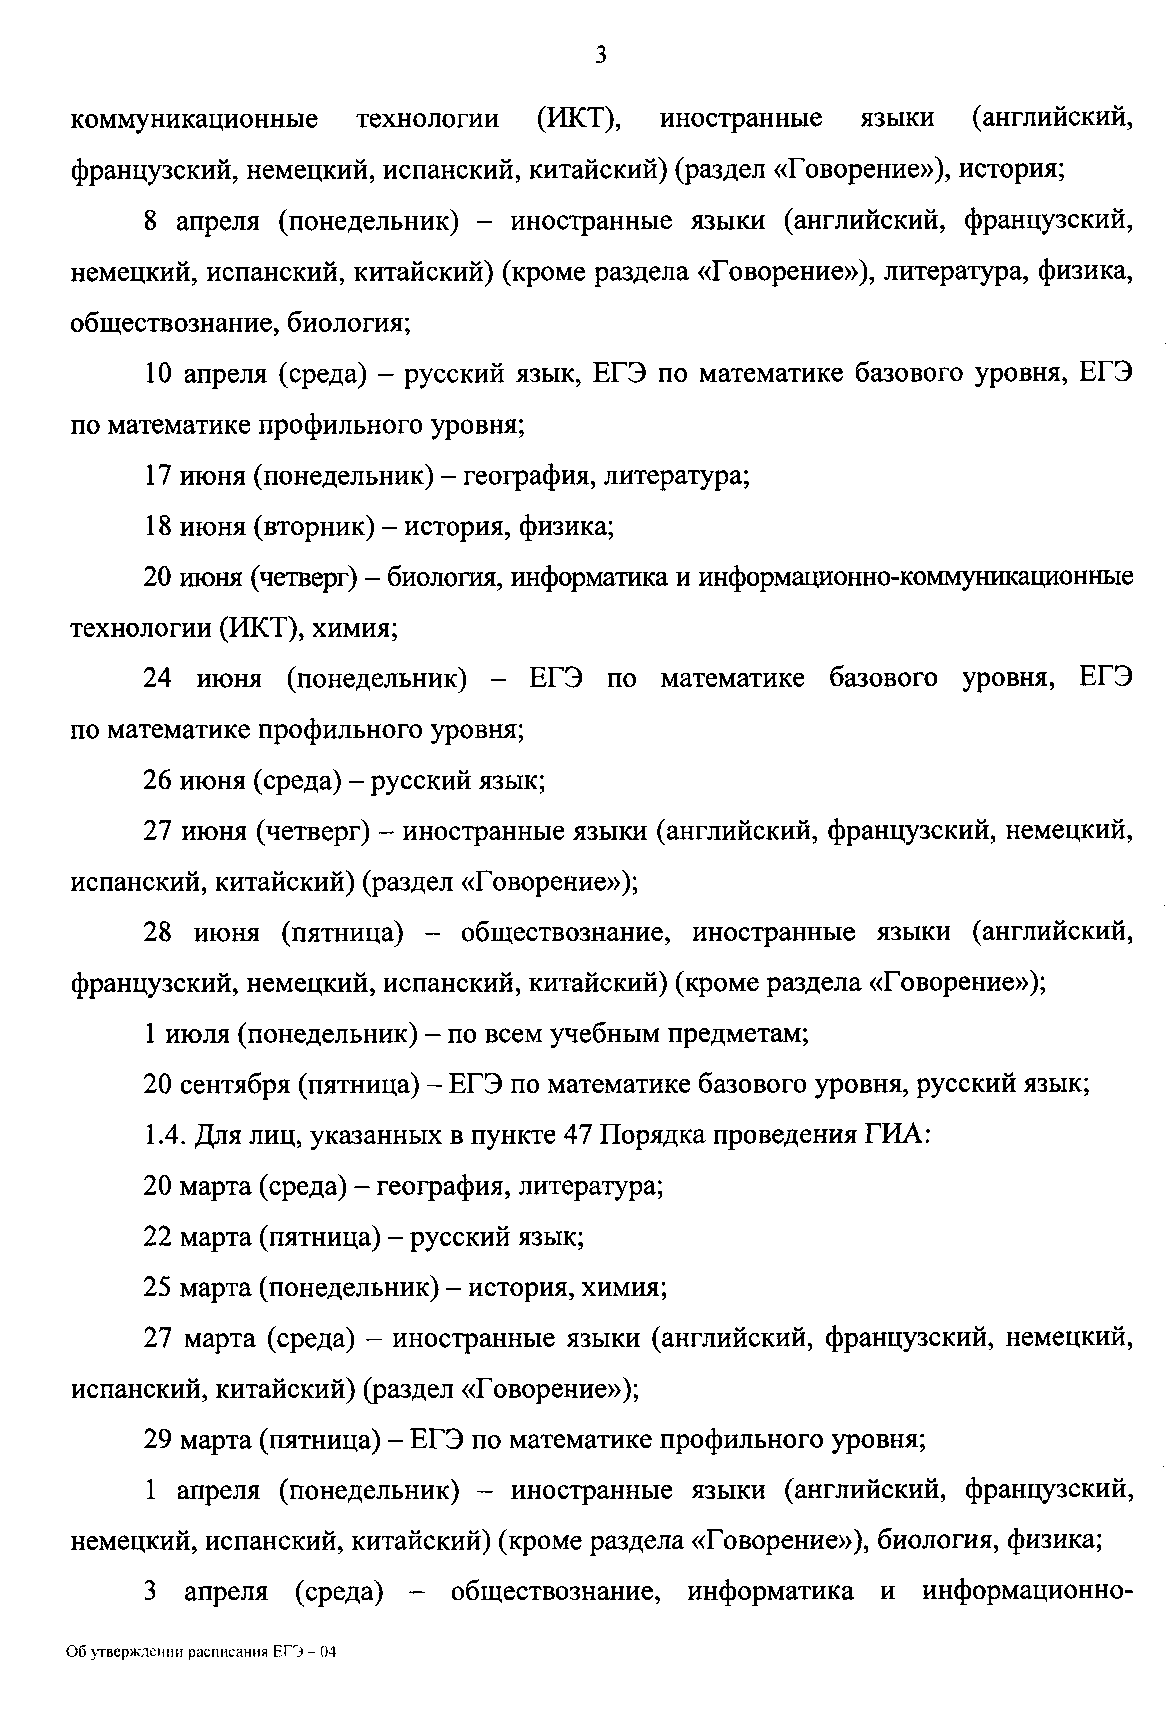 3
коммуникационные технологии (ИКТ), иностранные языки (английский,
французский, немецкий, испанский, китайский) (раздел «Говорение»), история;
8 апреля (понедельник) – иностранные языки (английский, французский,
немецкий, испанский, китайский) (кроме раздела «Говорение»), литература, физика,
обществознание, биология;
10 апреля (среда) – русский язык, ЕГЭ по математике базового уровня, ЕГЭ
по математике профильного уровня;
17 июня (понедельник) – география, литература;
18 июня (вторник) – история, физика;
20 июня (четверг) – биология, информатика и информационно-коммуникационные
технологии (ИКТ), химия;
24 июня (понедельник) – ЕГЭ по математике базового уровня, ЕГЭ
по математике профильного уровня;
26 июня (среда) – русский язык;
27 июня (четверг) – иностранные языки (английский, французский, немецкий,
испанский, китайский) (раздел «Говорение»);
28 июня (пятница) – обществознание, иностранные языки (английский,
французский, немецкий, испанский, китайский) (кроме раздела «Говорение»);
1 июля (понедельник) – по всем учебным предметам;
20 сентября (пятница) – ЕГЭ по математике базового уровня, русский язык;
1.4. Для лиц, указанных в пункте 47 Порядка проведения ГИА:
20 марта (среда) – география, литература;
22 марта (пятница) – русский язык;
25 марта (понедельник) – история, химия;
27 марта (среда) – иностранные языки (английский, французский, немецкий,
испанский, китайский) (раздел «Говорение»);
29 марта (пятница) – ЕГЭ по математике профильного уровня;
1 апреля (понедельник) – иностранные языки (английский, французский,
немецкий, испанский, китайский) (кроме раздела «Говорение»), биология, физика;
3 апреля (среда) – обществознание, информатика и информационно-
Об утверждении расписания ЕГЭ – 04